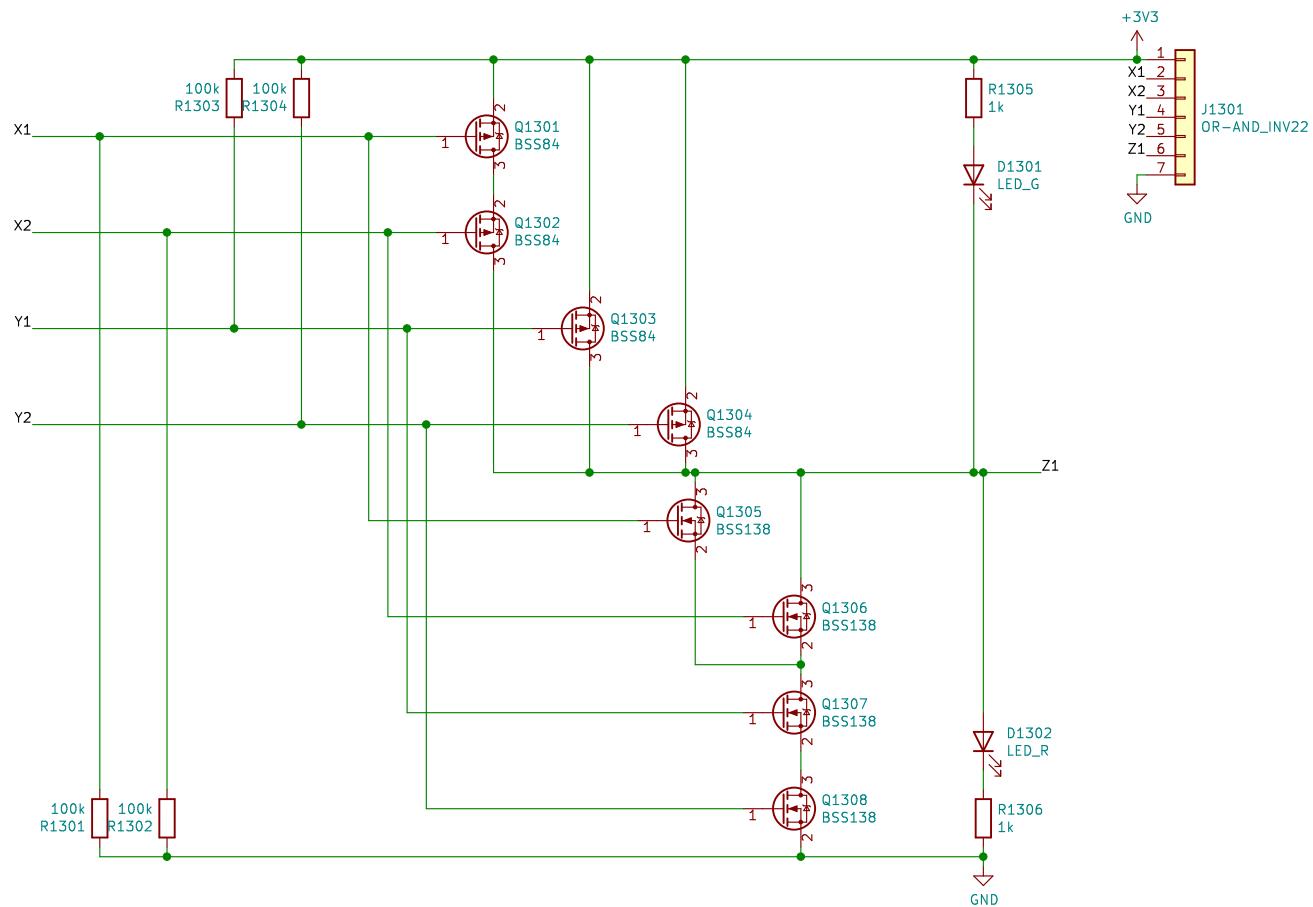 +3V3
1
X1 2
X2 3
Y1 4
Y2 5
Z1 6
7
J1301
OR-AND_INV22
GND
100k
R1303
100k
R1304
R1305
1k
D1301
LED_G
X1
1
2
3
Q1301
BSS84
X2
1
2
3
Q1302
BSS84
Y1
1
2
3
Q1303
BSS84
Y2
1
2
3
Q1304
BSS84
Z1
1
3
2
Q1305
BSS138
1
3
2
Q1306
BSS138
1
3
2
Q1307
BSS138
1
3
2
Q1308
BSS138
D1302
LED_R
100k
R1301
100k
R1302
R1306
1k
GND